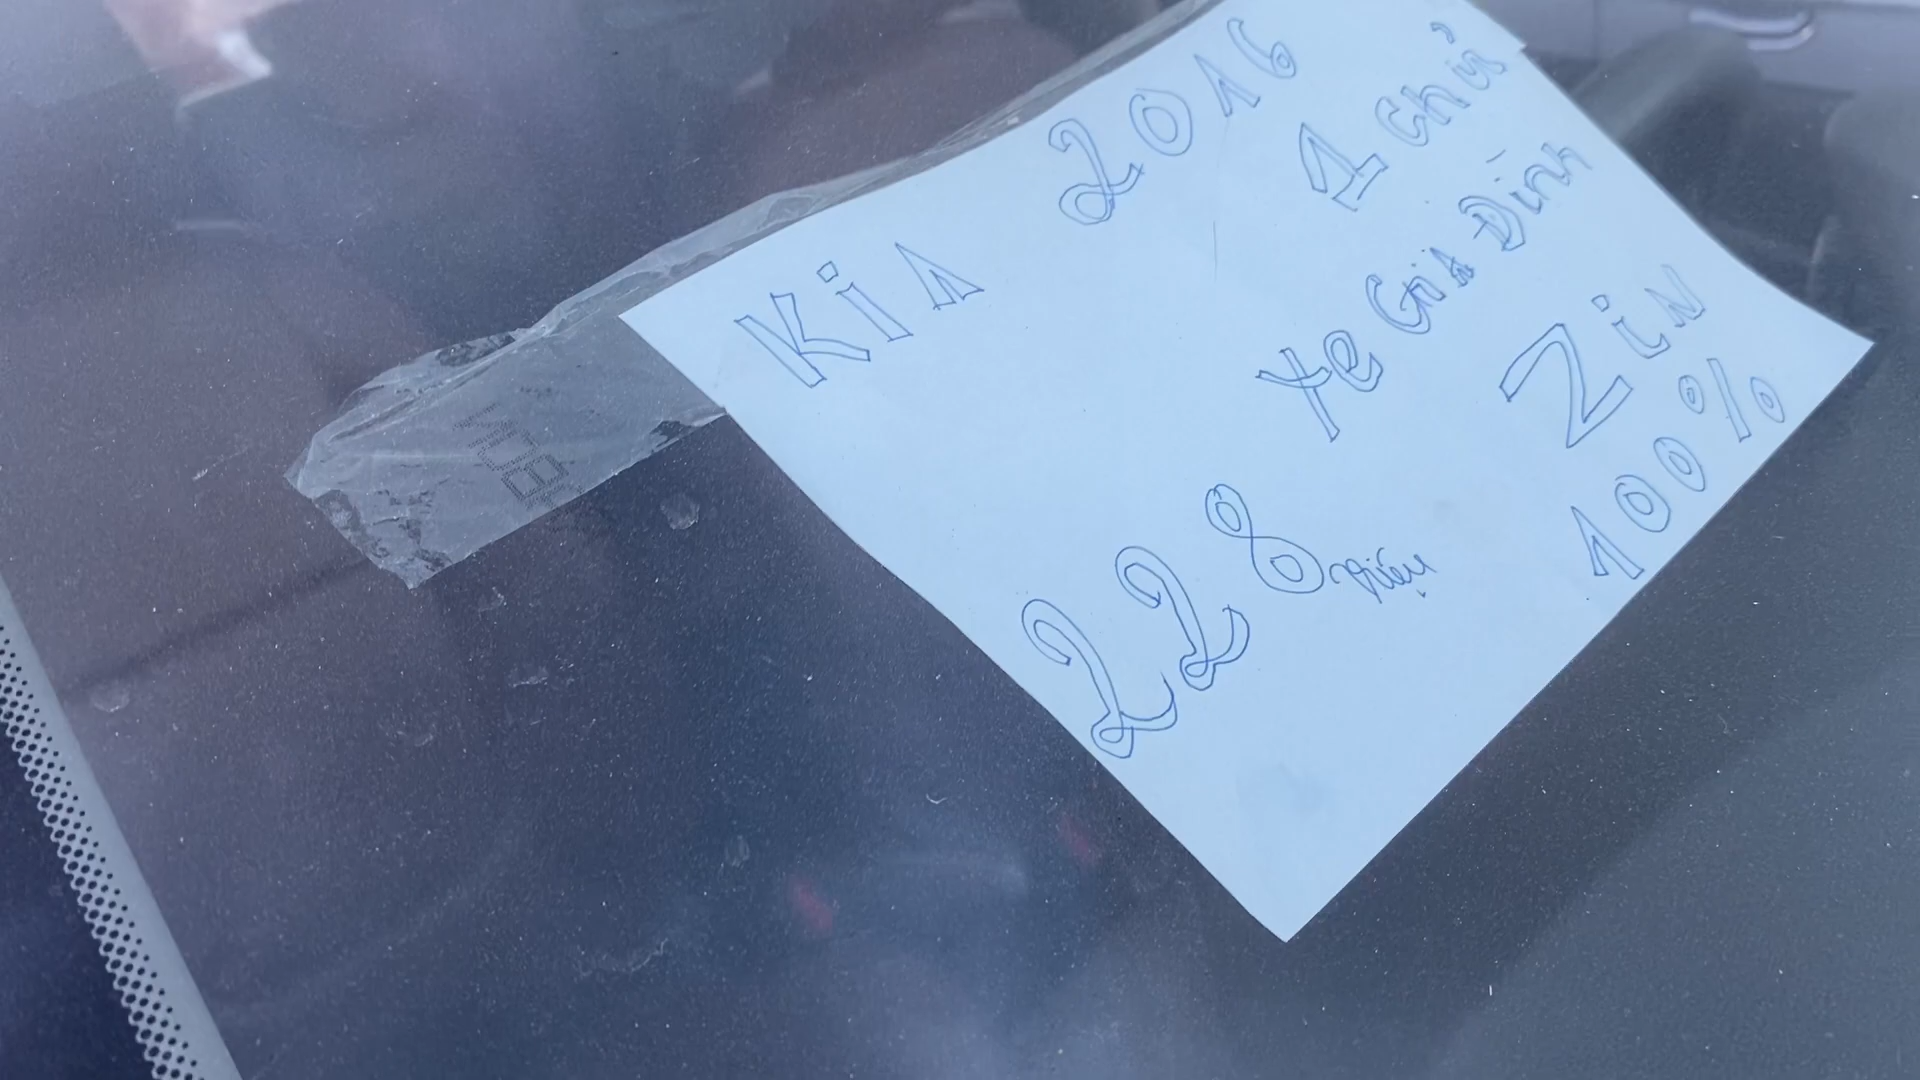 KiA 2016
1 Chủ
Xe Gia Đình
ZiN
100%
228 triệu